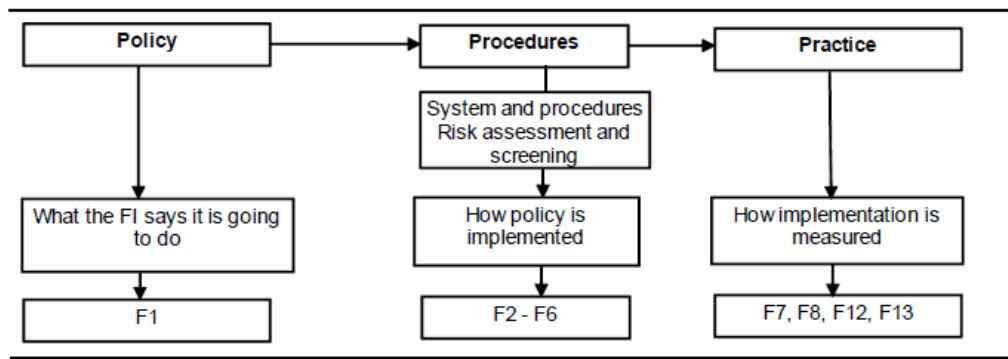 Policy
Procedures
Practice
System and procedures
Risk assessment and
screening
What the FI says it is going
to do
How policy is
implemented
How implementation is
measured
F1
F2 - F6
F7, F8, F12, F13